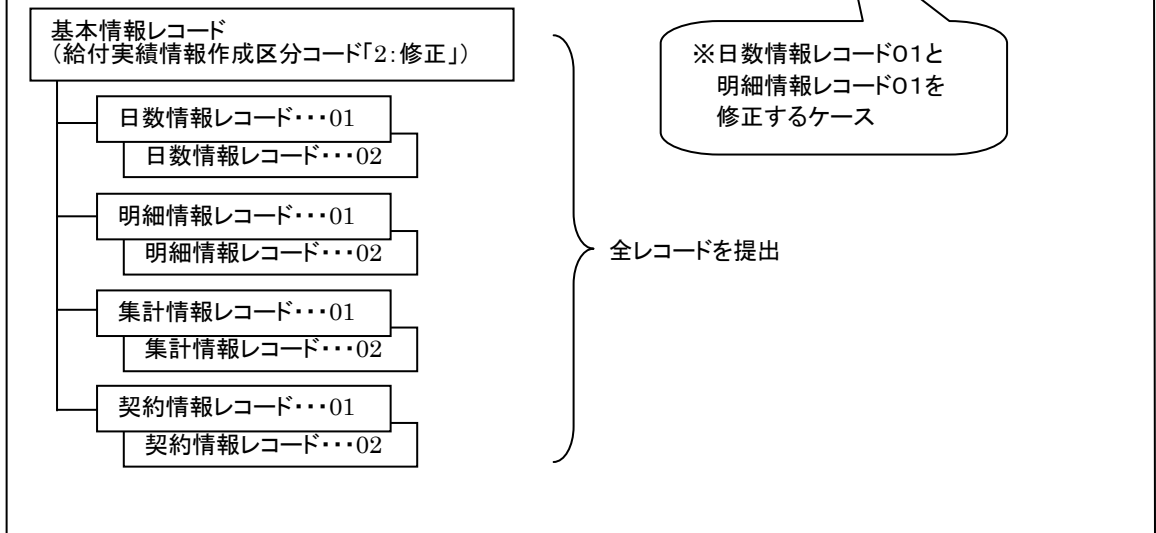 基本情報レコード
(給付実績情報作成区分コード「2:修正」)
日数情報レコード・・・01
日数情報レコード・・・02
明細情報レコード・・・01
明細情報レコード・・・02
集計情報レコード・・・01
集計情報レコード・・・02
契約情報レコード・・・01
契約情報レコード・・・02
全レコードを提出
※日数情報レコード01と
明細情報レコード01を
修正するケース